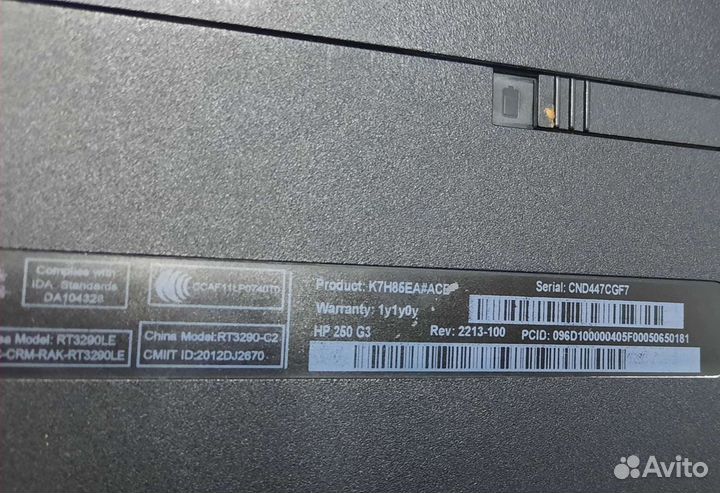 Complies with
IDA Standards
DA104328
CCAF11LP0740T0
Model: RT3290LE
-CRM-RAK-RT3290LE
China Model:RT3290-C2
CMIIT ID:2012DJ2670
Product: K7H85EA#ACB
Serial: CND447CGF7
Warranty: 1y1y0y
HP 250 G3
Rev: 2213-100
PCID: 096D100000405F00050650181
Avito